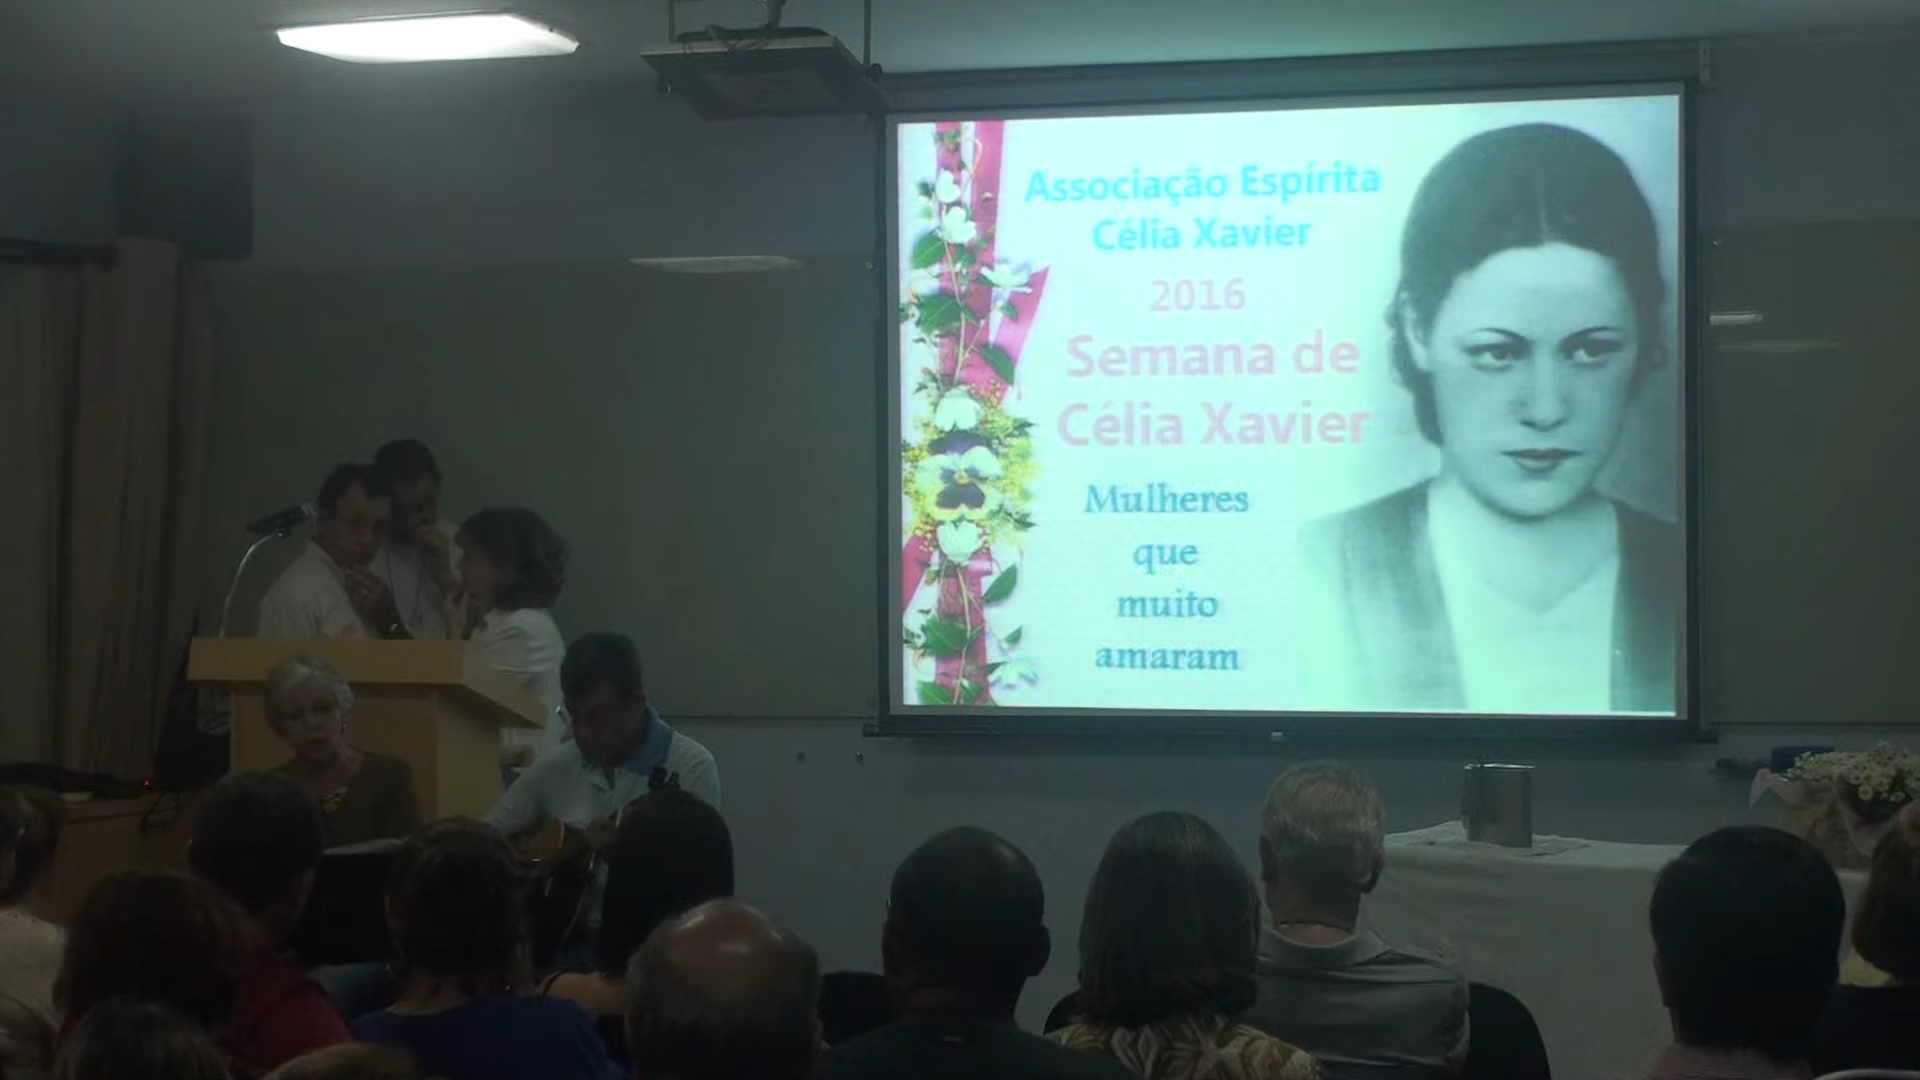 Associação Espírita
Célia Xavier
2016
Semana de
Célia Xavier
Mulheres
que
muito
amaram